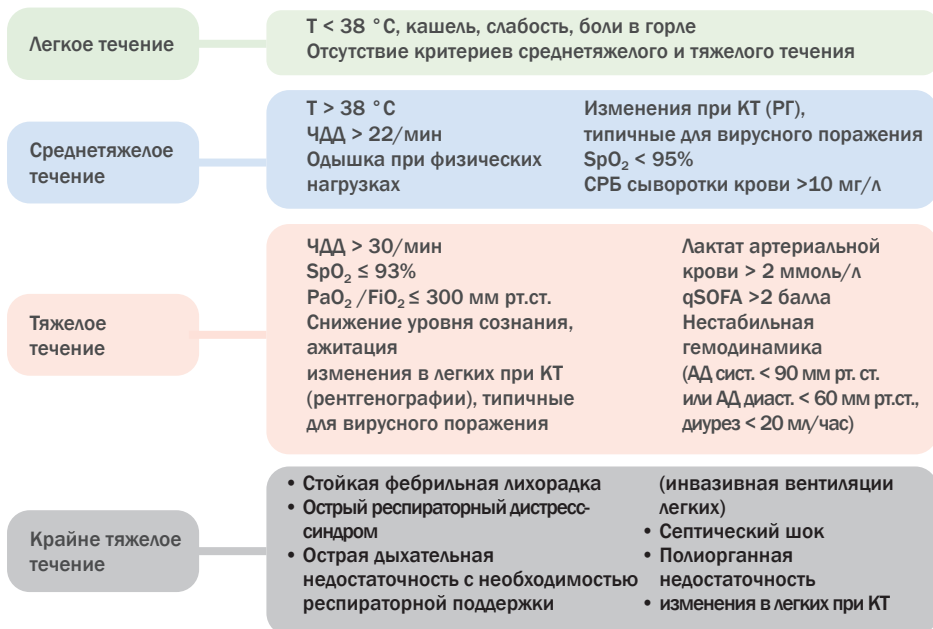 Легкое течение
T < 38 °C, кашель, слабость, боли в горле
Отсутствие критериев среднетяжелого и тяжелого течения
Среднетяжелое
течение
T > 38 °C
ЧДД > 22/мин
Одышка при физических
нагрузках
Изменения при КТ (РГ),
типичные для вирусного поражения
SpO₂ < 95%
СРБ сыворотки крови >10 мг/л
Тяжелое
течение
ЧДД > 30/мин
SpO₂ ≤ 93%
PaO₂ /FiO₂ ≤ 300 мм рт.ст.
Снижение уровня сознания,
ажитация
изменения в легких при КТ
(рентгенографии), типичные
для вирусного поражения
Лактат артериальной
крови > 2 ммоль/л
qSOFA >2 балла
Нестабильная
гемодинамика
(АД сист. < 90 мм рт. ст.
или АД диаст. < 60 мм рт.ст.,
диурез < 20 мл/час)
Крайне тяжелое
течение
• Стойкая фебрильная лихорадка
• Острый респираторный дистресс-
синдром
• Острая дыхательная
недостаточность с необходимостью
респираторной поддержки
(инвазивная вентиляции
легких)
• Септический шок
• Полиорганная
недостаточность
• изменения в легких при КТ